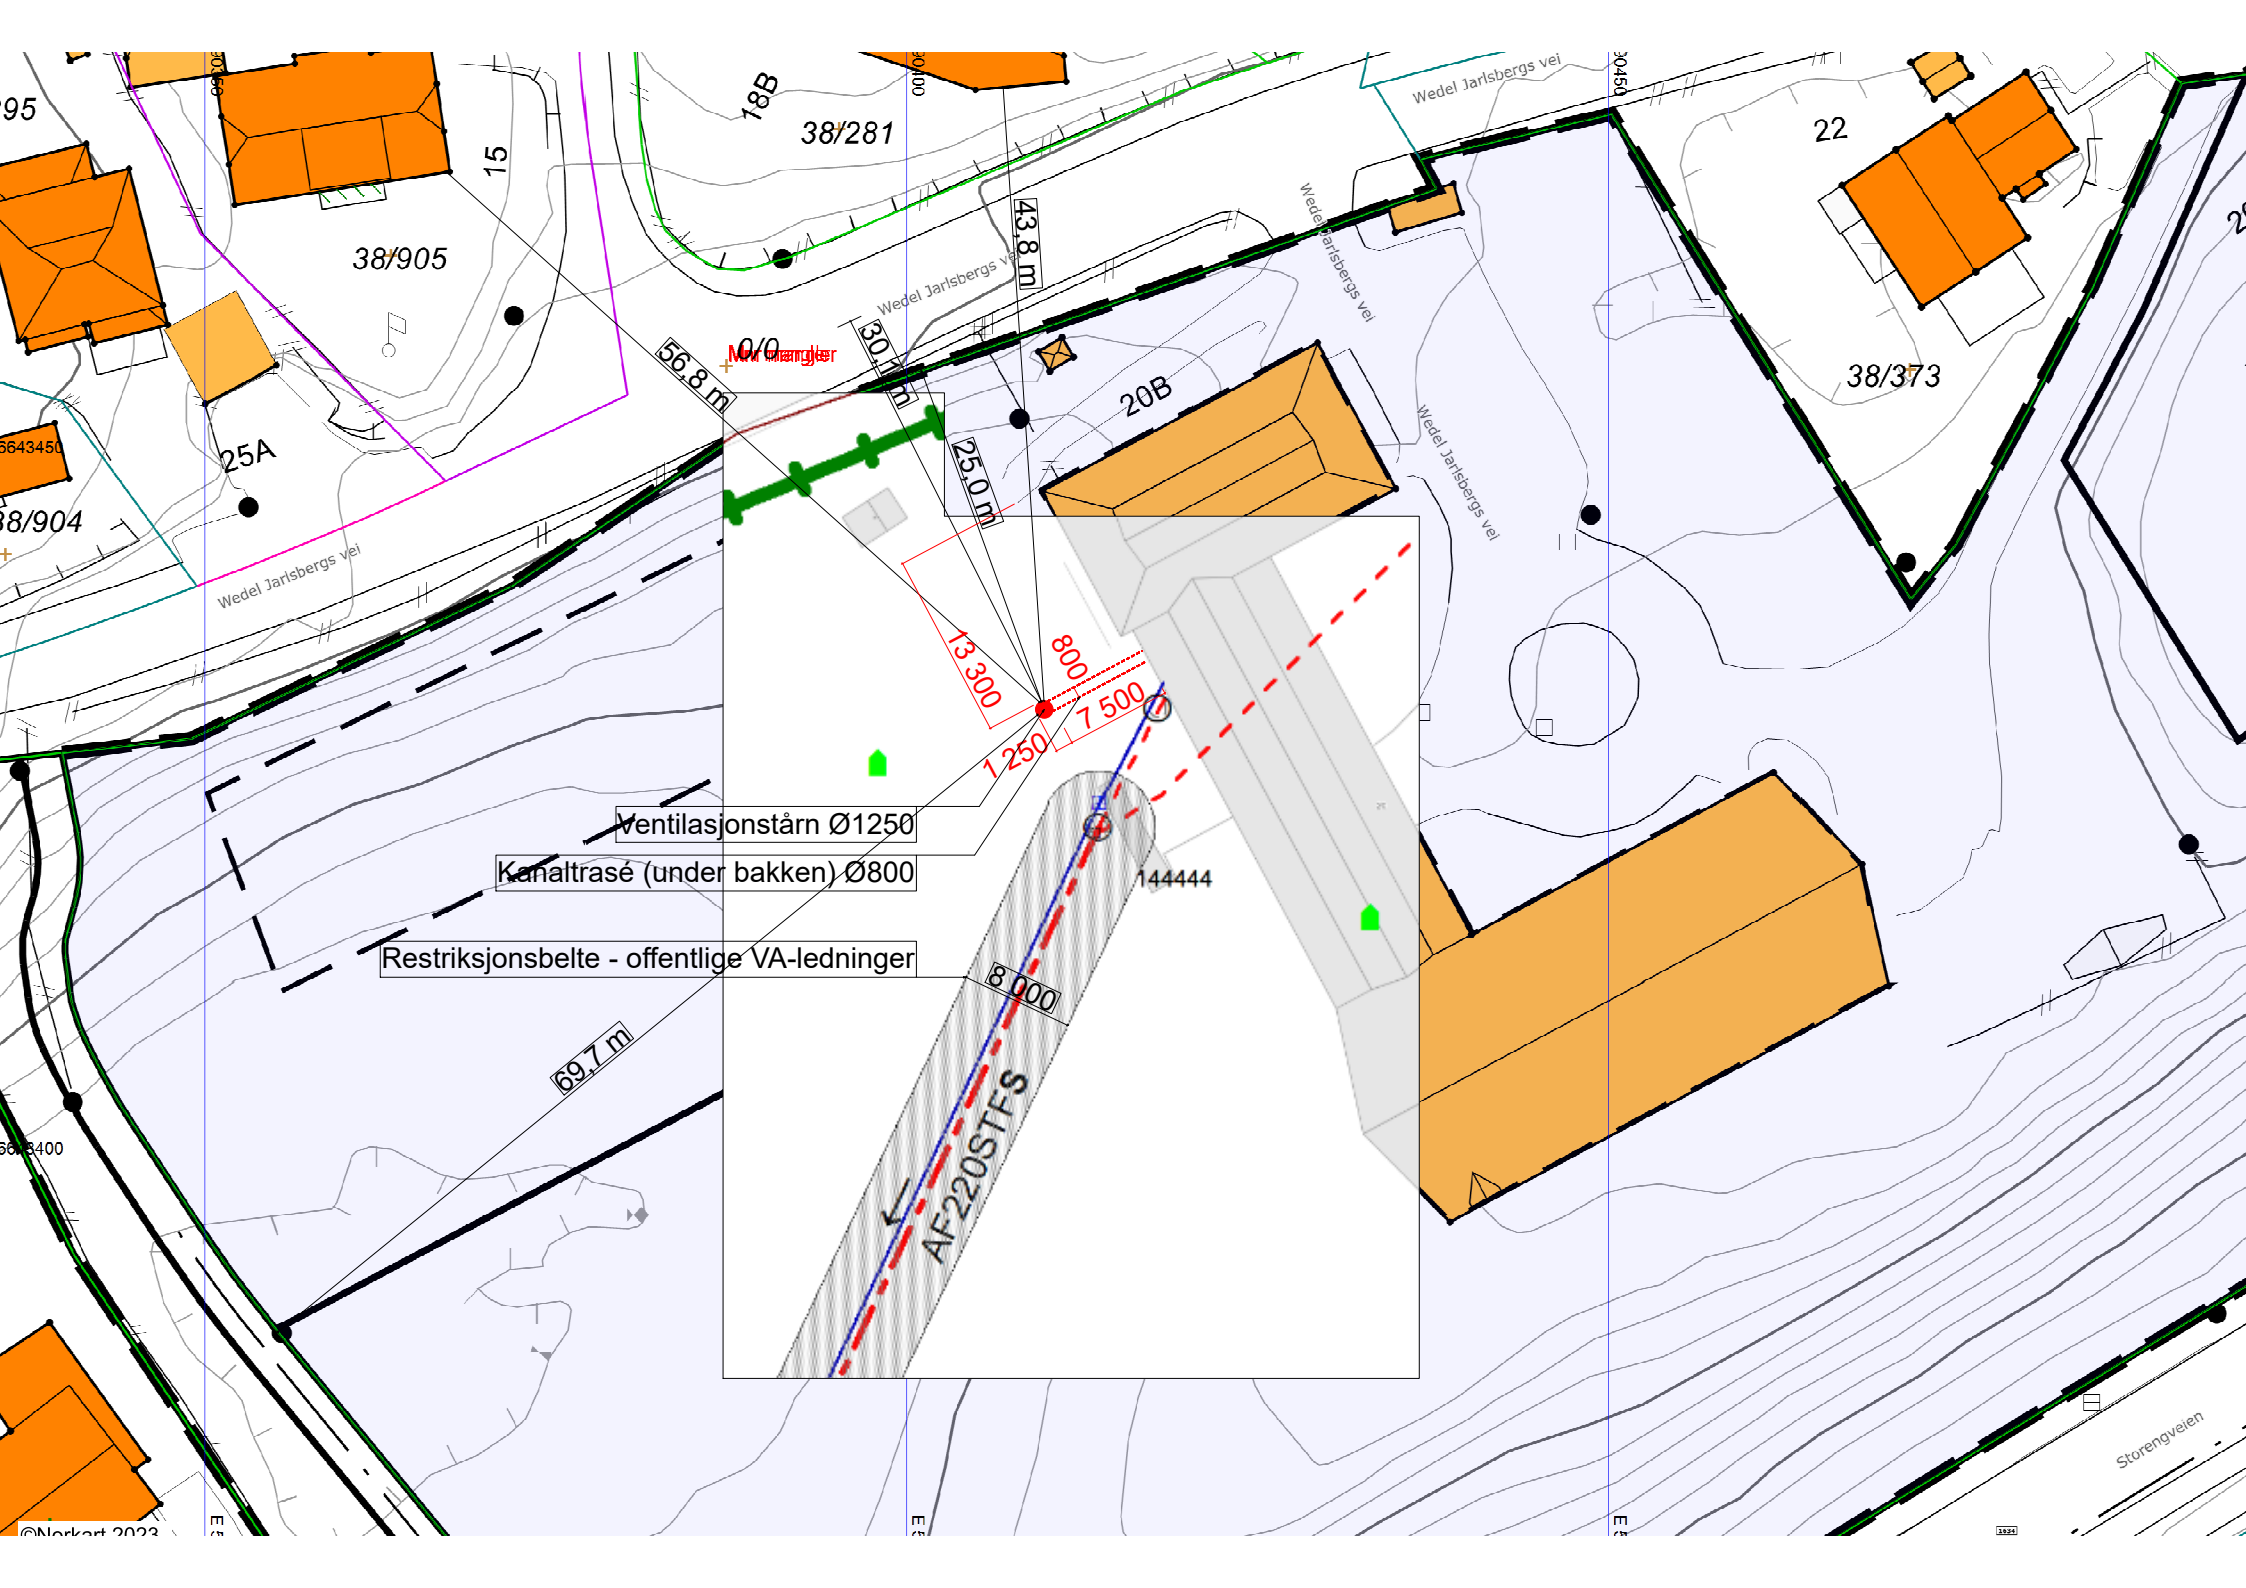 Wedel Jarlsbergs vei
18B
38/281
22
15
38/905
43,8 m
Wedel Jarlsbergs vei
Wedel Jarlsbergs vei
0/0
30,1 m
56,8 m
20B
38/373
25A
6643450
25,0 m
Wedel Jarlsbergs vei
38/904
Wedel Jarlsbergs vei
13 300
800
7 500
1 250
Ventilasjonstårn Ø1250
Kanaltrasé (under bakken) Ø800
144444
Restriksjonsbelte - offentlige VA-ledninger
8 000
69,7 m
AF220STFS
Storengveien
©Norkart 2023
1634